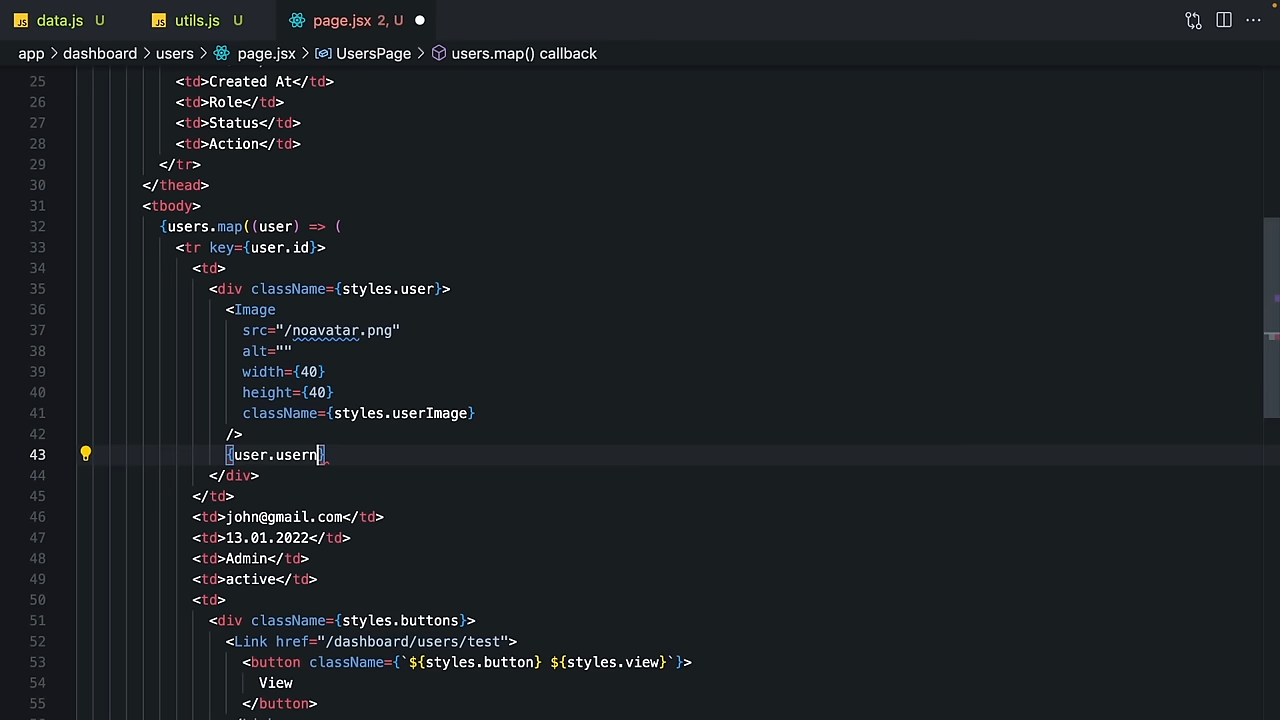 JS data.js U JS utils.js U page.jsx 2, U
app > dashboard > users > page.jsx > UsersPage > users.map() callback
25 <td>Created At</td>
26 <td>Role</td>
27 <td>Status</td>
28 <td>Action</td>
29 </tr>
30 </thead>
31 <tbody>
32 {users.map((user) => (
33 <tr key={user.id}>
34 <td>
35 <div className={styles.user}>
36 <Image
37 src="/noavatar.png"
38 alt=""
39 width={40}
40 height={40}
41 className={styles.userImage}
42 />
43 {user.usern}
44 </div>
45 </td>
46 <td>john@gmail.com</td>
47 <td>13.01.2022</td>
48 <td>Admin</td>
49 <td>active</td>
50 <td>
51 <div className={styles.buttons}>
52 <Link href="/dashboard/users/test">
53 <button className={`${styles.button} ${styles.view}`}>
54 View
55 </button>